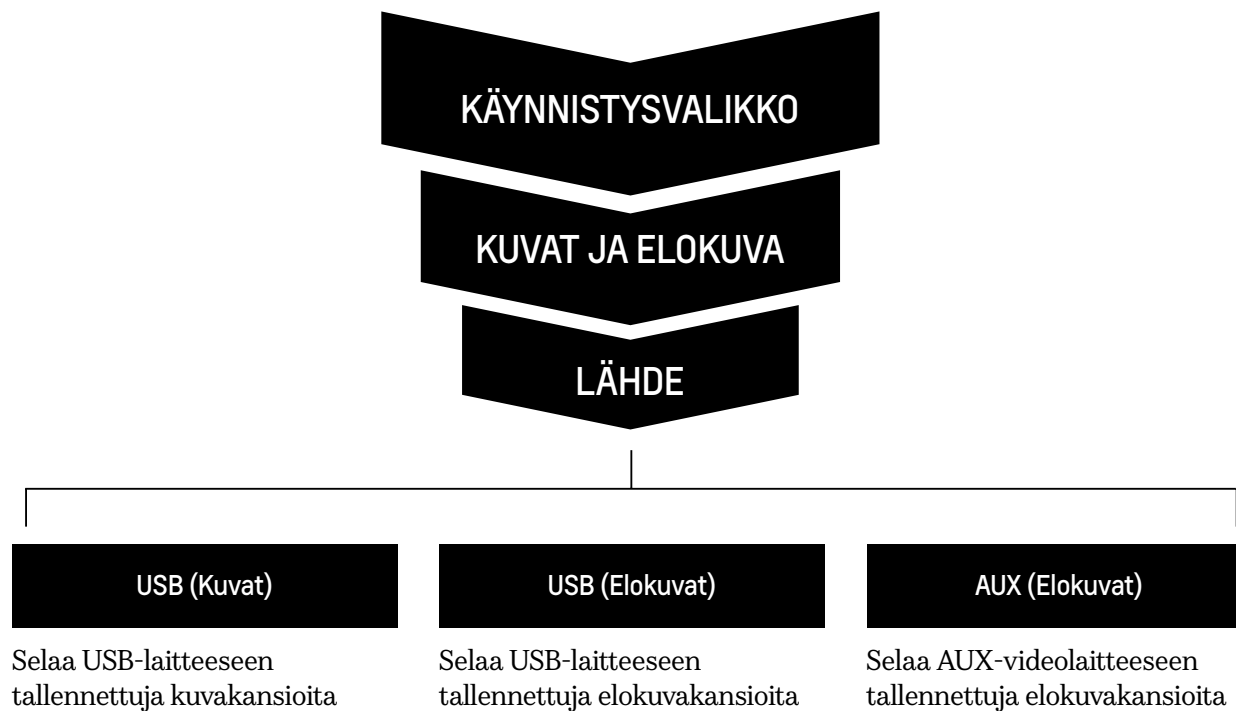 KÄYNNISTYSVALIKKO
KUVAT JA ELOKUVA
LÄHDE
USB (Kuvat)
Selaa USB-laitteeseen
tallennettuja kuvakansioita
USB (Elokuvat)
Selaa USB-laitteeseen
tallennettuja elokuvakansioita
AUX (Elokuvat)
Selaa AUX-videolaitteeseen
tallennettuja elokuvakansioita